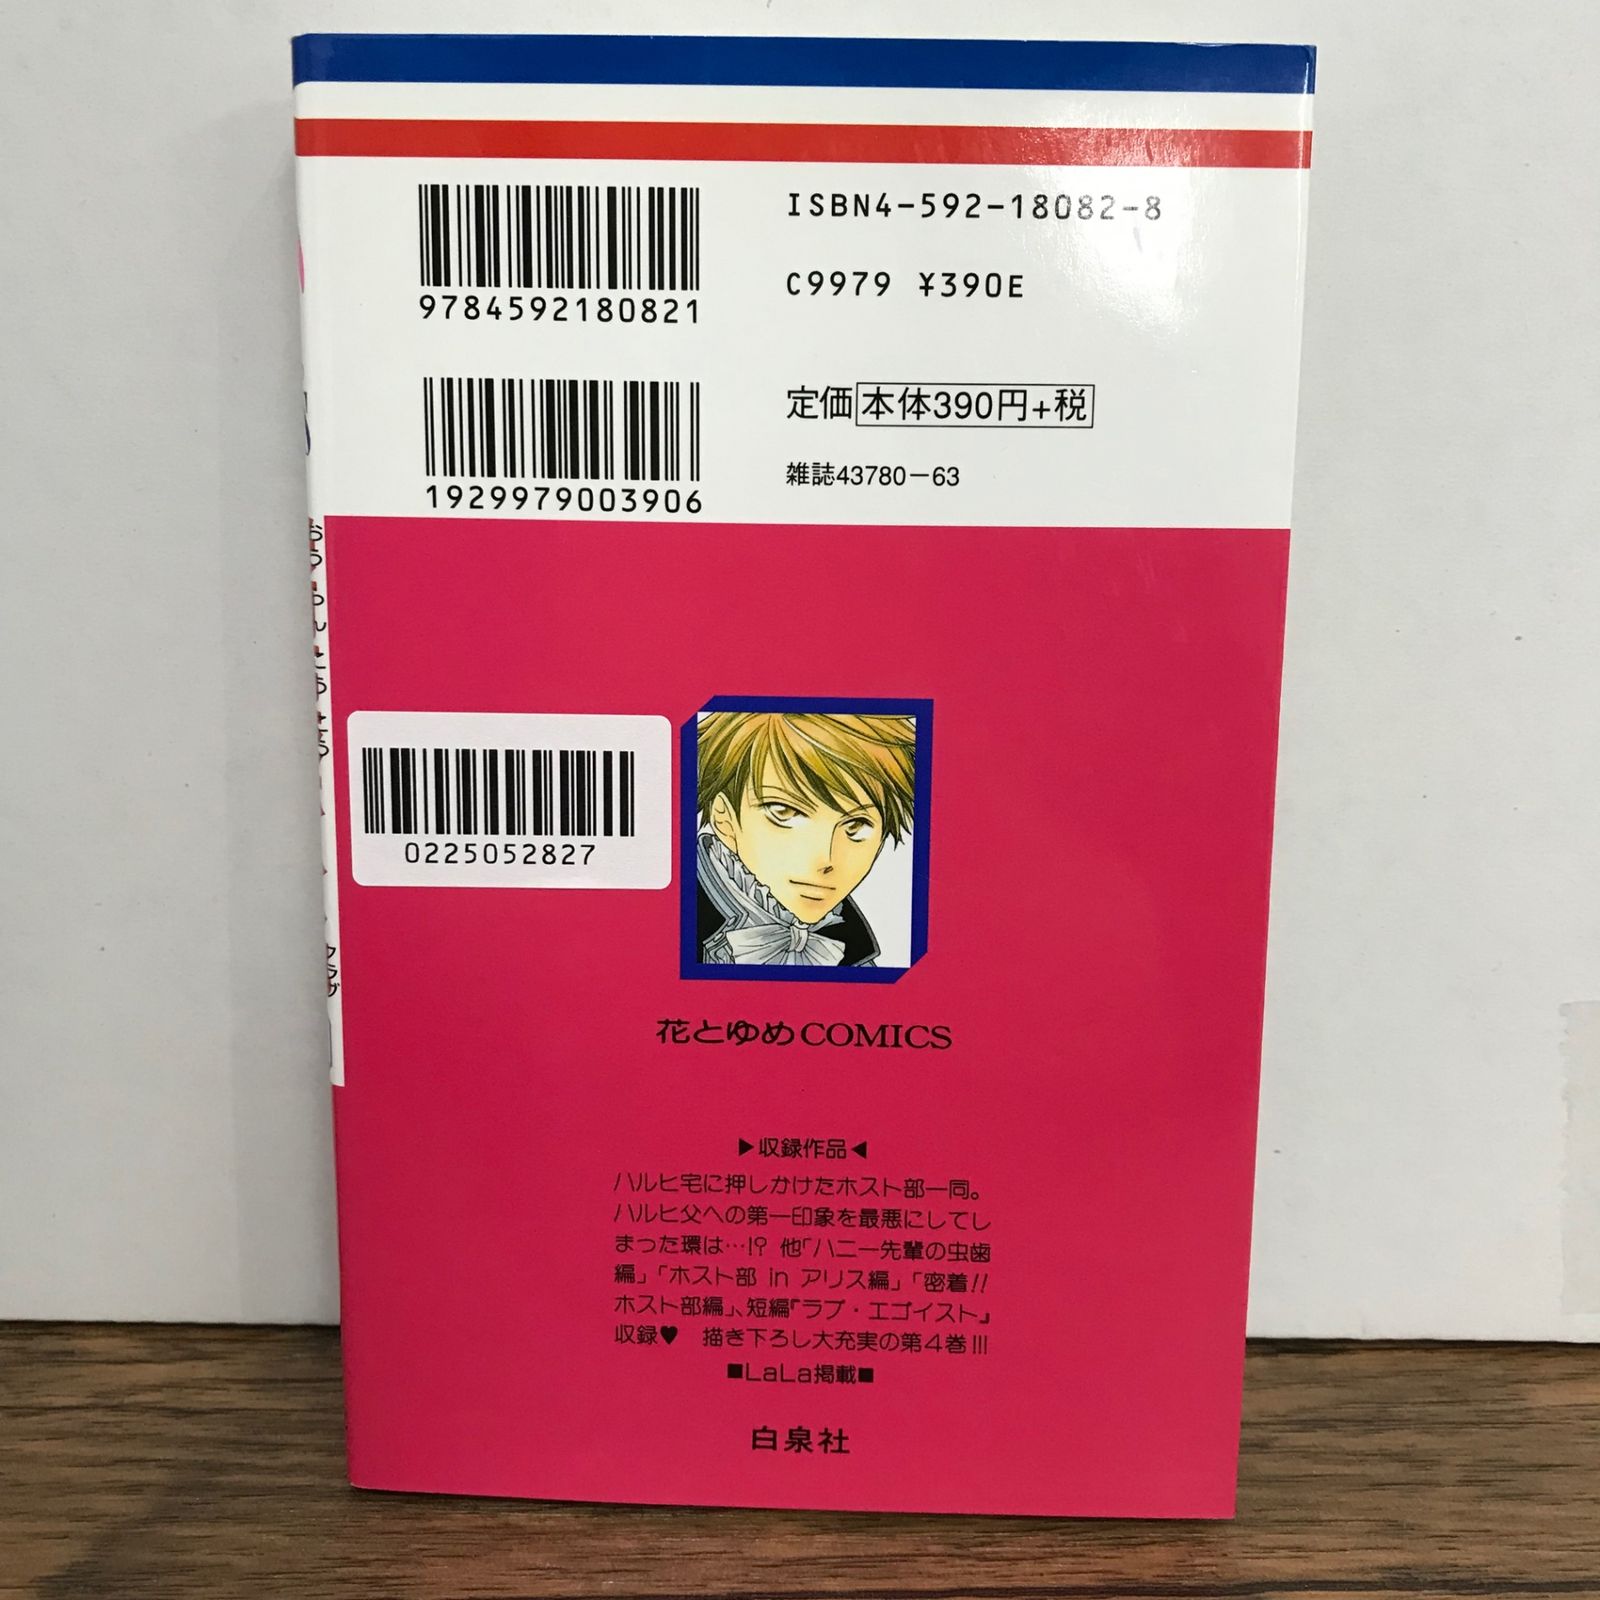 ISBN4-592-18082-8
9784592180821
C9979 ¥390E
定価本体390円+税
雑誌43780-63
1929979003906
0225052827
花とゆめCOMICS
▶収録作品◀
ハルヒ宅に押しかけたホスト部一同。
ハルヒ父への第一印象を最悪にしてし
まった環は…!? 他「ハニー先輩の虫歯
編」「ホスト部 in アリス編」「密着!!
ホスト部編」、短編『ラブ・エゴイスト』
収録♥ 描き下ろし大充実の第4巻!!!
■LaLa掲載■
白泉社